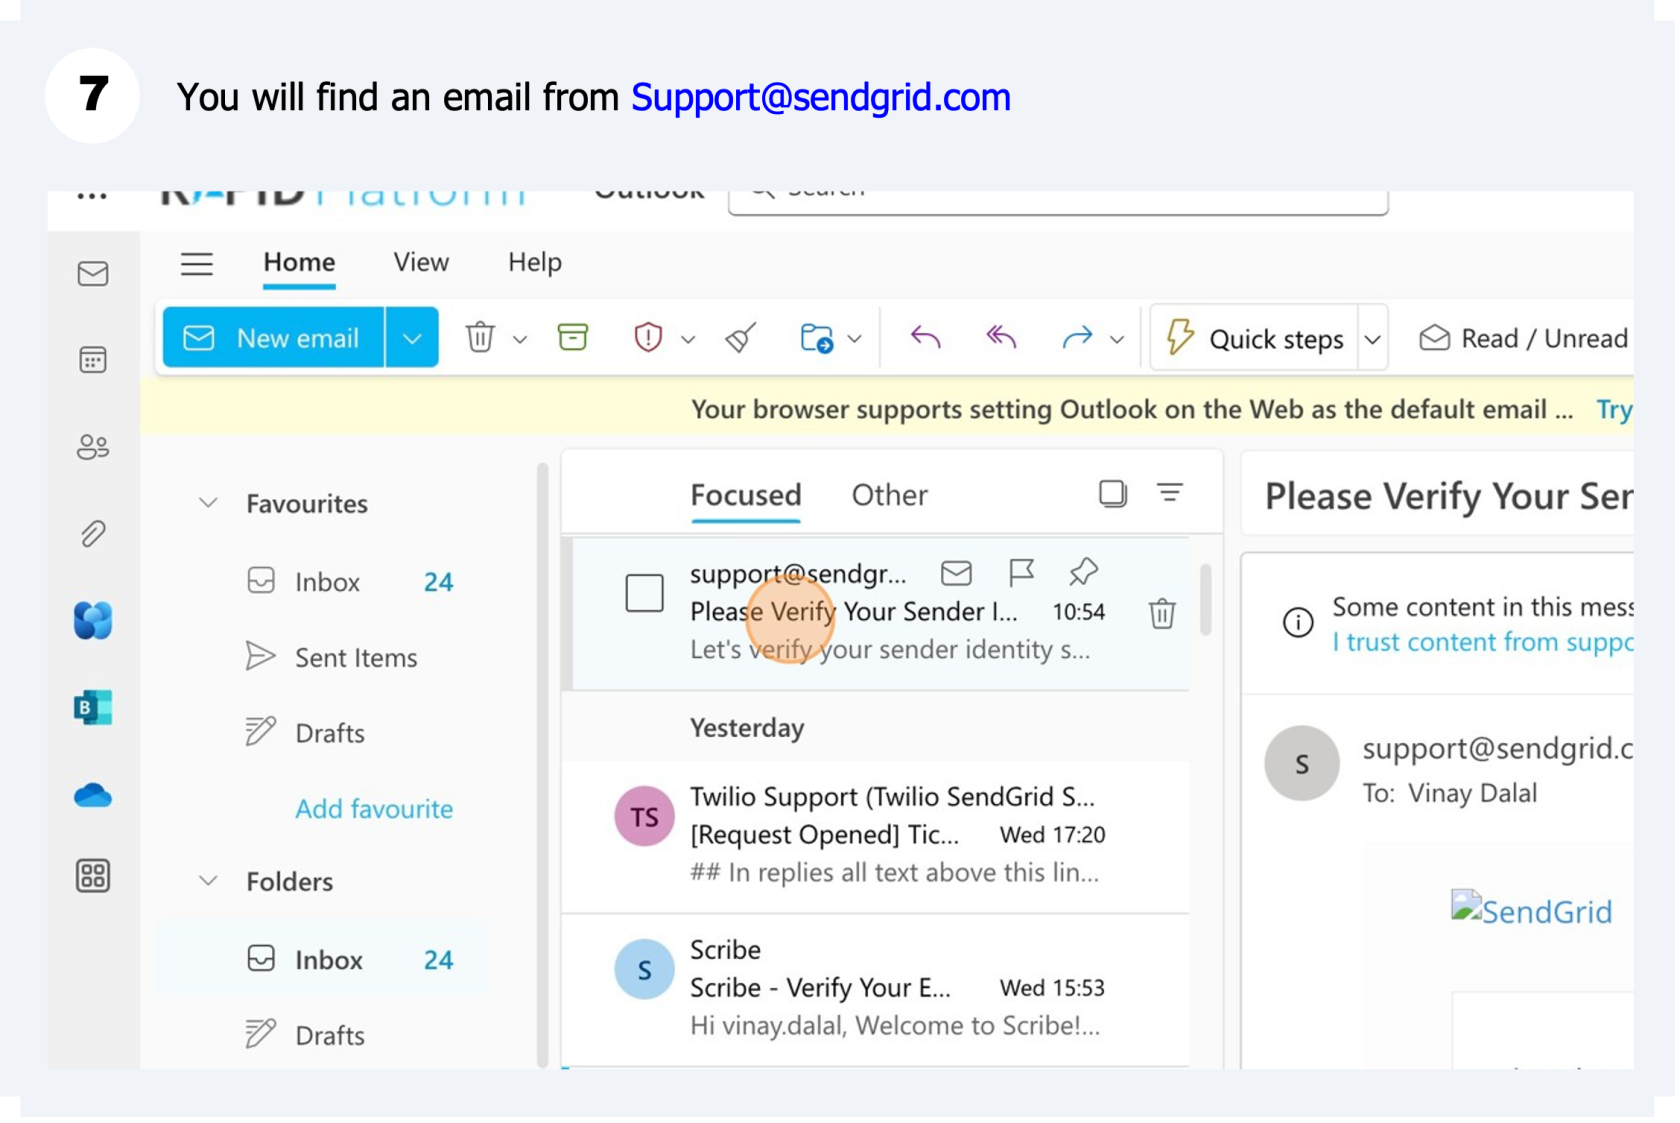 7
You will find an email from Support@sendgrid.com
RAPID Platform
Outlook
Search
Home View Help
New email
Quick steps
Read / Unread
Your browser supports setting Outlook on the Web as the default email ... Try
Favourites
Inbox 24
Sent Items
Drafts
Add favourite
Folders
Inbox 24
Drafts
Focused Other
support@sendgr...
Please Verify Your Sender I... 10:54
Let's verify your sender identity s...
Yesterday
TS
Twilio Support (Twilio SendGrid S...
[Request Opened] Tic... Wed 17:20
## In replies all text above this lin...
S
Scribe
Scribe - Verify Your E... Wed 15:53
Hi vinay.dalal, Welcome to Scribe!...
Please Verify Your Sen
Some content in this mess
I trust content from suppo
S
support@sendgrid.c
To: Vinay Dalal
SendGrid
B